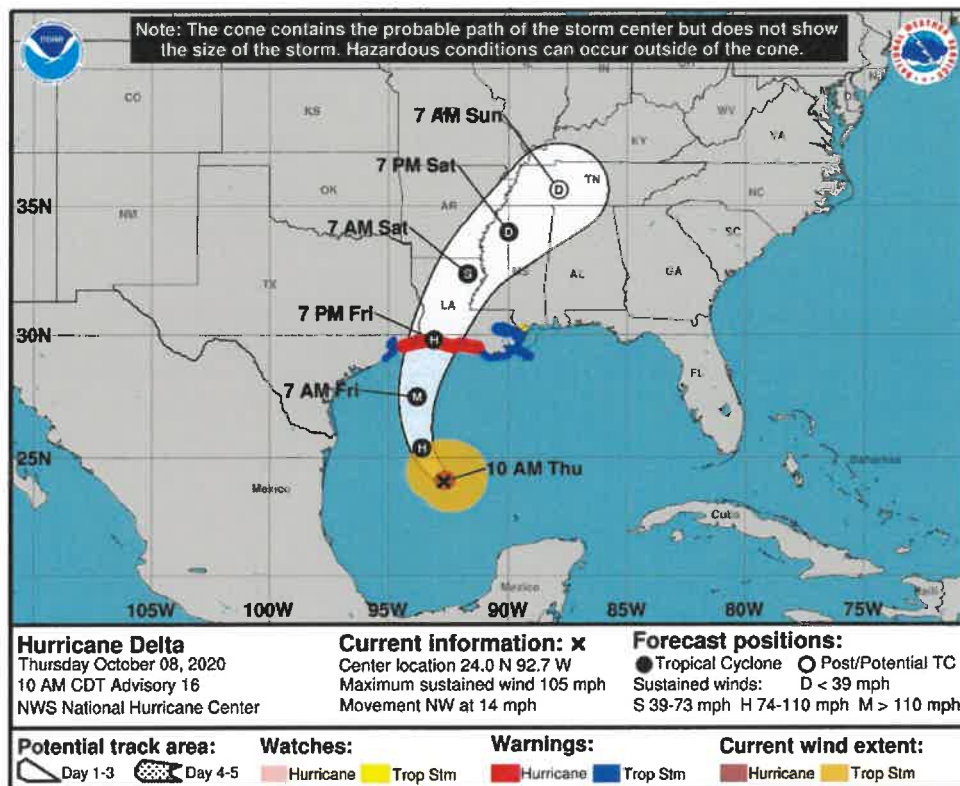 Note: The cone contains the probable path of the storm center but does not show
the size of the storm. Hazardous conditions can occur outside of the cone.
NOAA
NATIONAL WEATHER SERVICE
IN
CO
KS
WV
KY
VA
7 AM Sun
7 PM Sat
TN
OK
AR
NC
35N
NM
SC
7 AM Sat
MS
AL
GA
TX
LA
7 PM Fri
30N
H
S
D
D
FL
7 AM Fri
M
H
25N
10 AM Thu
Bahamas
Mexico
Cuba
Mexico
Haiti
105W 100W 95W 90W 85W 80W 75W
Hurricane Delta
Thursday October 08, 2020
10 AM CDT Advisory 16
NWS National Hurricane Center
Current information: x
Center location 24.0 N 92.7 W
Maximum sustained wind 105 mph
Movement NW at 14 mph
Forecast positions:
Tropical Cyclone Post/Potential TC
Sustained winds: D < 39 mph
S 39-73 mph H 74-110 mph M > 110 mph
Potential track area:
Day 1-3 Day 4-5
Watches:
Hurricane Trop Stm
Warnings:
Hurricane Trop Stm
Current wind extent:
Hurricane Trop Stm